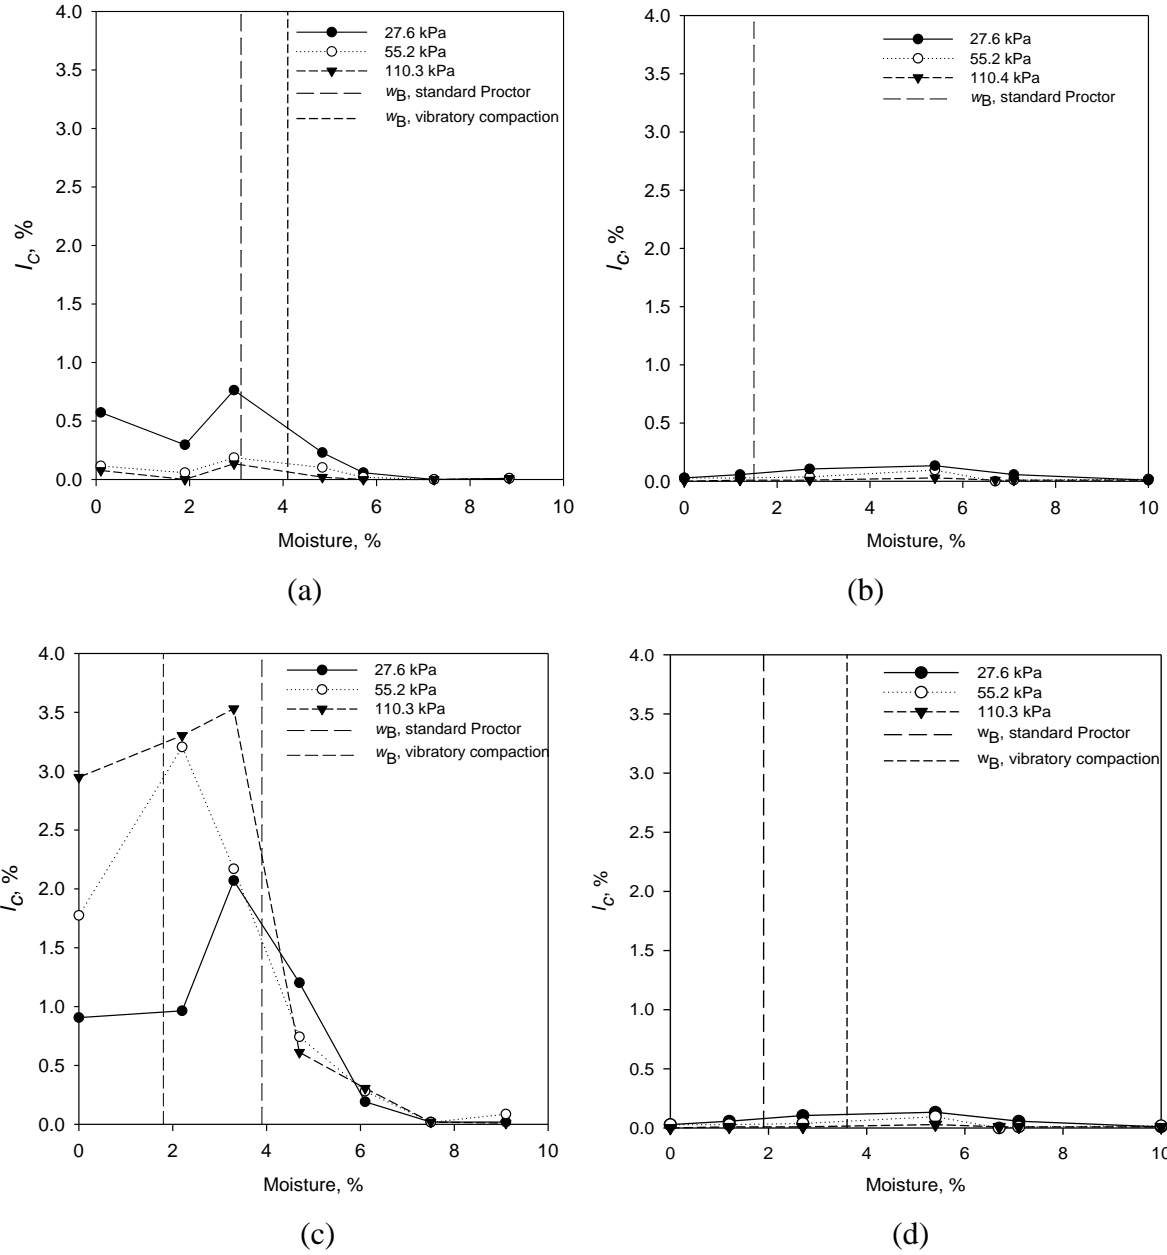 4.0
3.5
3.0
2.5
2.0
1.5
1.0
0.5
0.0
I_C, %
0 2 4 6 8 10
Moisture, %
27.6 kPa
55.2 kPa
110.3 kPa
wB, standard Proctor
wB, vibratory compaction
(a)
4.0
3.5
3.0
2.5
2.0
1.5
1.0
0.5
0.0
I_C, %
0 2 4 6 8 10
Moisture, %
27.6 kPa
55.2 kPa
110.4 kPa
wB, standard Proctor
(b)
4.0
3.5
3.0
2.5
2.0
1.5
1.0
0.5
0.0
I_C, %
0 2 4 6 8 10
Moisture, %
27.6 kPa
55.2 kPa
110.3 kPa
wB, standard Proctor
wB, vibratory compaction
(c)
4.0
3.5
3.0
2.5
2.0
1.5
1.0
0.5
0.0
I_C, %
0 2 4 6 8 10
Moisture, %
27.6 kPa
55.2 kPa
110.3 kPa
wB, standard Proctor
wB, vibratory compaction
(d)